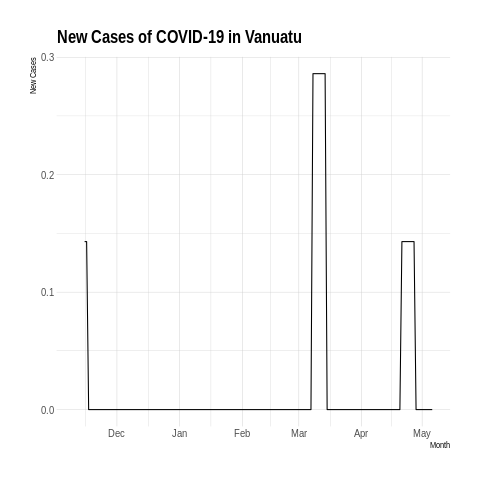 New Cases of COVID-19 in Vanuatu
New Cases
0.3
0.2
0.1
0.0
Dec Jan Feb Mar Apr May
Month